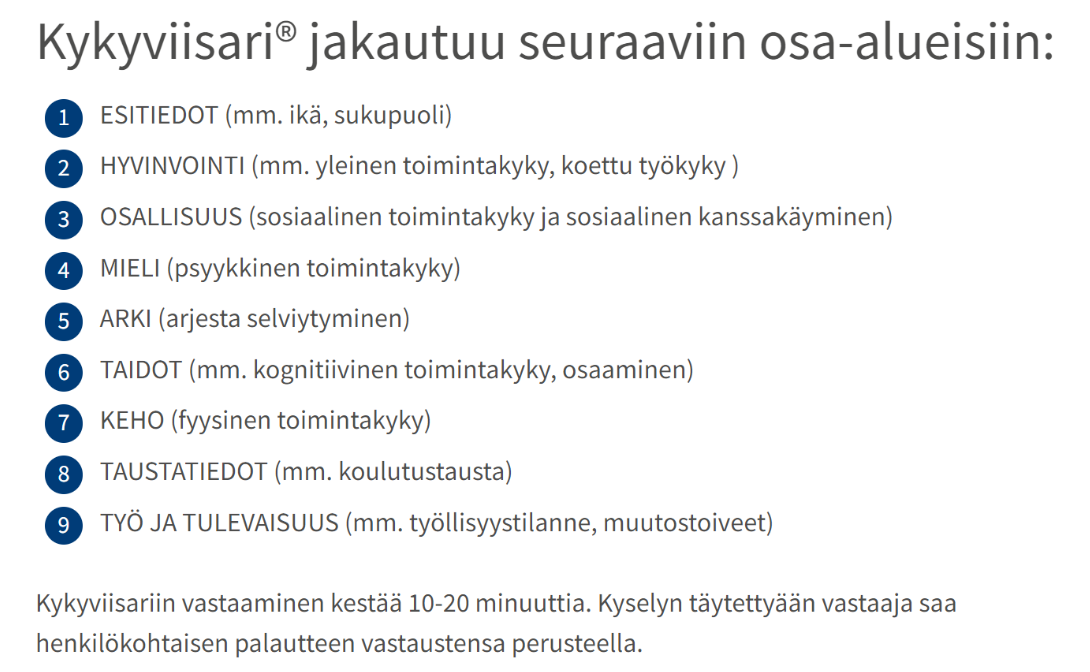 Kykyviisari® jakautuu seuraaviin osa-alueisiin:
1 ESITIEDOT (mm. ikä, sukupuoli)
2 HYVINVOINTI (mm. yleinen toimintakyky, koettu työkyky )
3 OSALLISUUS (sosiaalinen toimintakyky ja sosiaalinen kanssakäyminen)
4 MIELI (psyykkinen toimintakyky)
5 ARKI (arjesta selviytyminen)
6 TAIDOT (mm. kognitiivinen toimintakyky, osaaminen)
7 KEHO (fyysinen toimintakyky)
8 TAUSTATIEDOT (mm. koulutustausta)
9 TYÖ JA TULEVAISUUS (mm. työllisyystilanne, muutostoiveet)
Kykyviisariin vastaaminen kestää 10-20 minuuttia. Kyselyn täytettyään vastaaja saa
henkilökohtaisen palautteen vastaustensa perusteella.